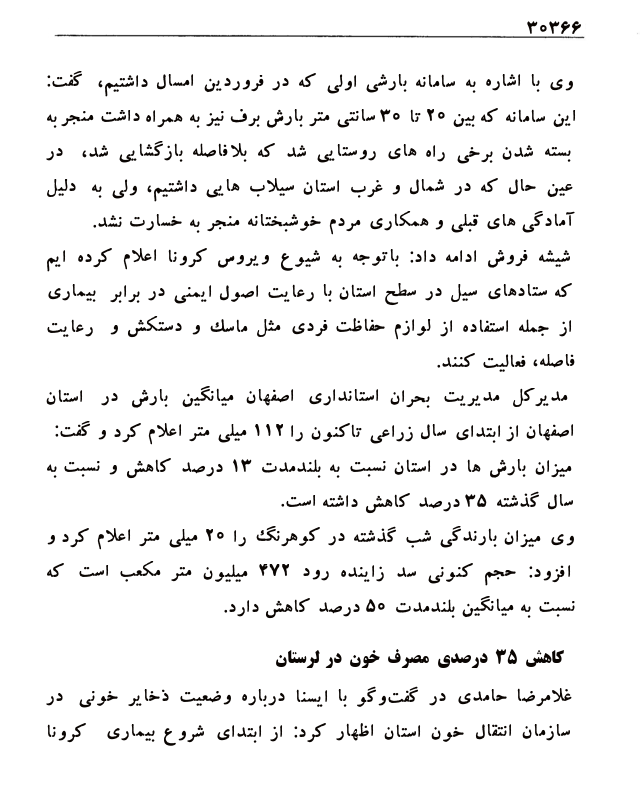 ۳۰۳۶۶
وی با اشاره به سامانه بارشی اولی که در فروردین امسال داشتیم، گفت:
این سامانه که بین ۲۰ تا ۳۰ سانتی متر بارش برف نیز به همراه داشت منجر به
بسته شدن برخی راه های روستایی شد که بلافاصله بازگشایی شد، در
عین حال که در شمال و غرب استان سیلاب هایی داشتیم، ولی به دلیل
آمادگی های قبلی و همکاری مردم خوشبختانه منجر به خسارت نشد.
شیشه فروش ادامه داد: باتوجه به شیوع ویروس کرونا اعلام کرده ایم
که ستادهای سیل در سطح استان با رعایت اصول ایمنی در برابر بیماری
از جمله استفاده از لوازم حفاظت فردی مثل ماسک و دستکش و رعایت
فاصله، فعالیت کنند.
مدیرکل مدیریت بحران استانداری اصفهان میانگین بارش در استان
اصفهان از ابتدای سال زراعی تاکنون را ۱۱۲ میلی متر اعلام کرد و گفت:
میزان بارش ها در استان نسبت به بلندمدت ۱۳ درصد کاهش و نسبت به
سال گذشته ۳۵ درصد کاهش داشته است.
وی میزان بارندگی شب گذشته در کوهرنگ را ۲۰ میلی متر اعلام کرد و
افزود: حجم کنونی سد زاینده رود ۴۷۲ میلیون متر مکعب است که
نسبت به میانگین بلندمدت ۵۰ درصد کاهش دارد.
کاهش ۳۵ درصدی مصرف خون در لرستان
غلامرضا حامدی در گفت‌وگو با ایسنا درباره وضعیت ذخایر خونی در
سازمان انتقال خون استان اظهار کرد: از ابتدای شروع بیماری کرونا